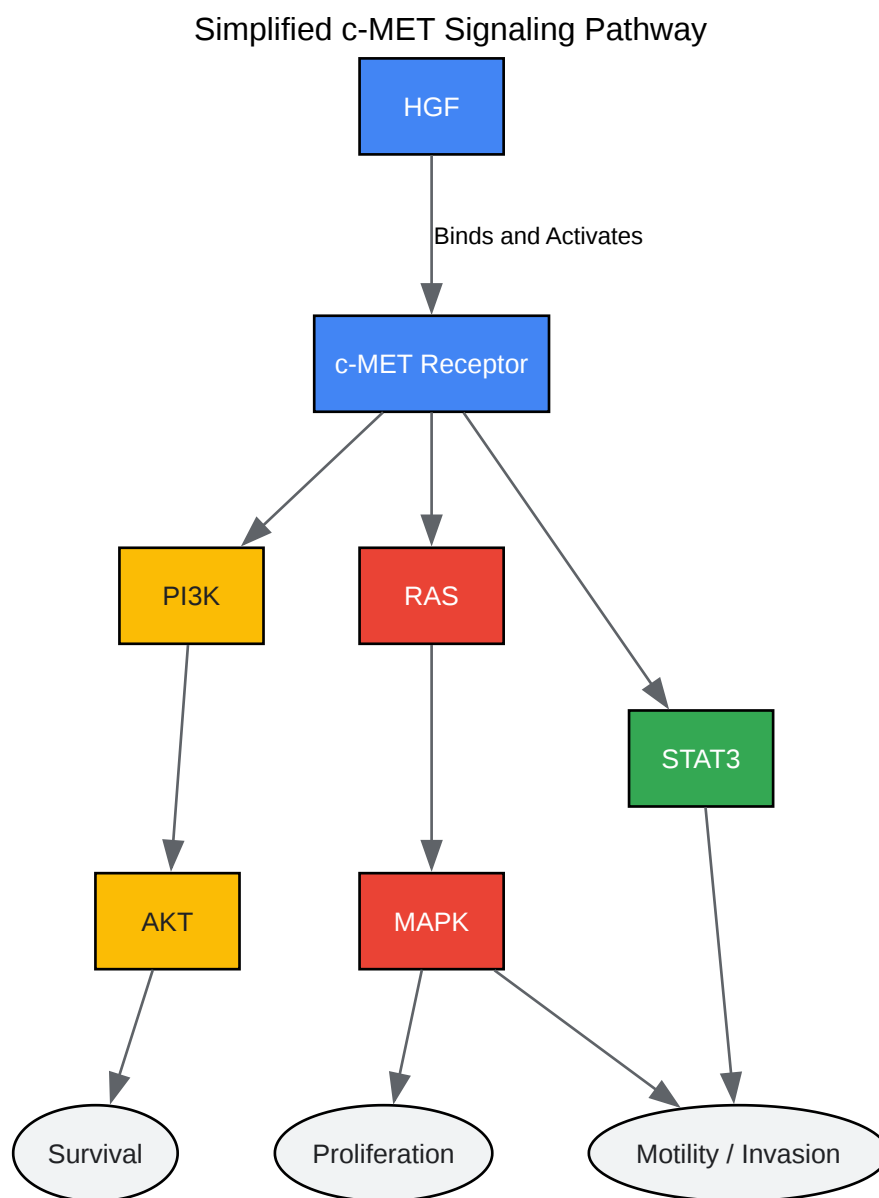 Simplified c-MET Signaling Pathway
HGF
Binds and Activates
c-MET Receptor
PI3K
RAS
STAT3
AKT
MAPK
Survival
Proliferation
Motility / Invasion